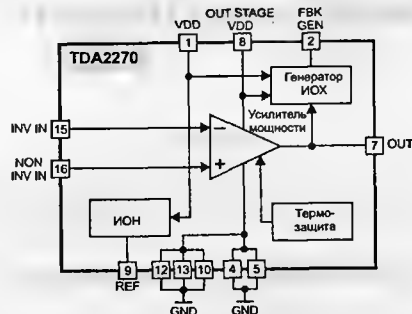 VDD
OUT STAGE
VDD
FBK
GEN
1
8
2
TDA2270
Генератор
ИОХ
Усилитель
мощности
INV IN
15
−
7
OUT
NON
INV IN
16
+
ИОН
Термо-
защита
9
12
13
10
4
5
REF
GND
GND